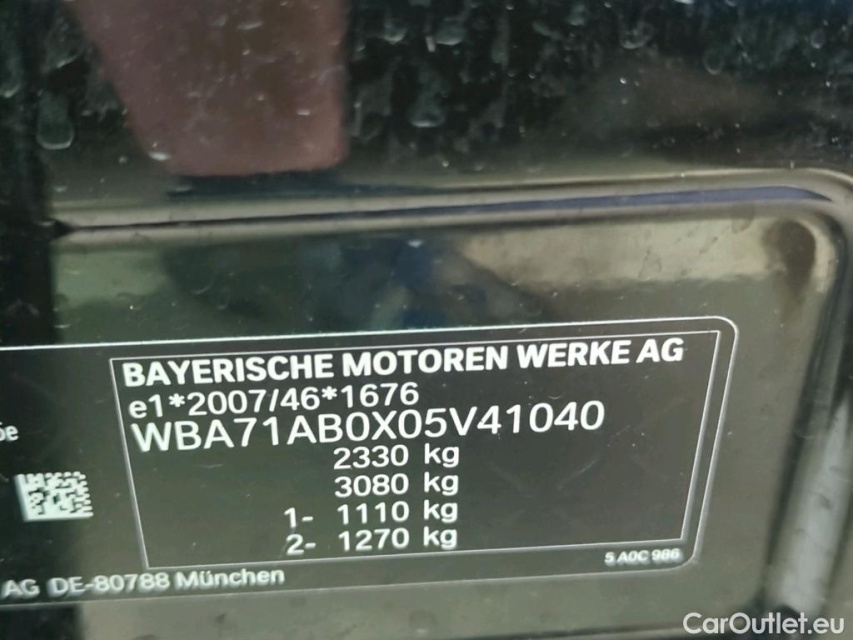 BAYERISCHE MOTOREN WERKE AG
e1*2007/46*1676
WBA71AB0X05V41040
2330 kg
3080 kg
1- 1110 kg
2- 1270 kg
5 A0C 986
AG DE-80788 München
CarOutlet.eu